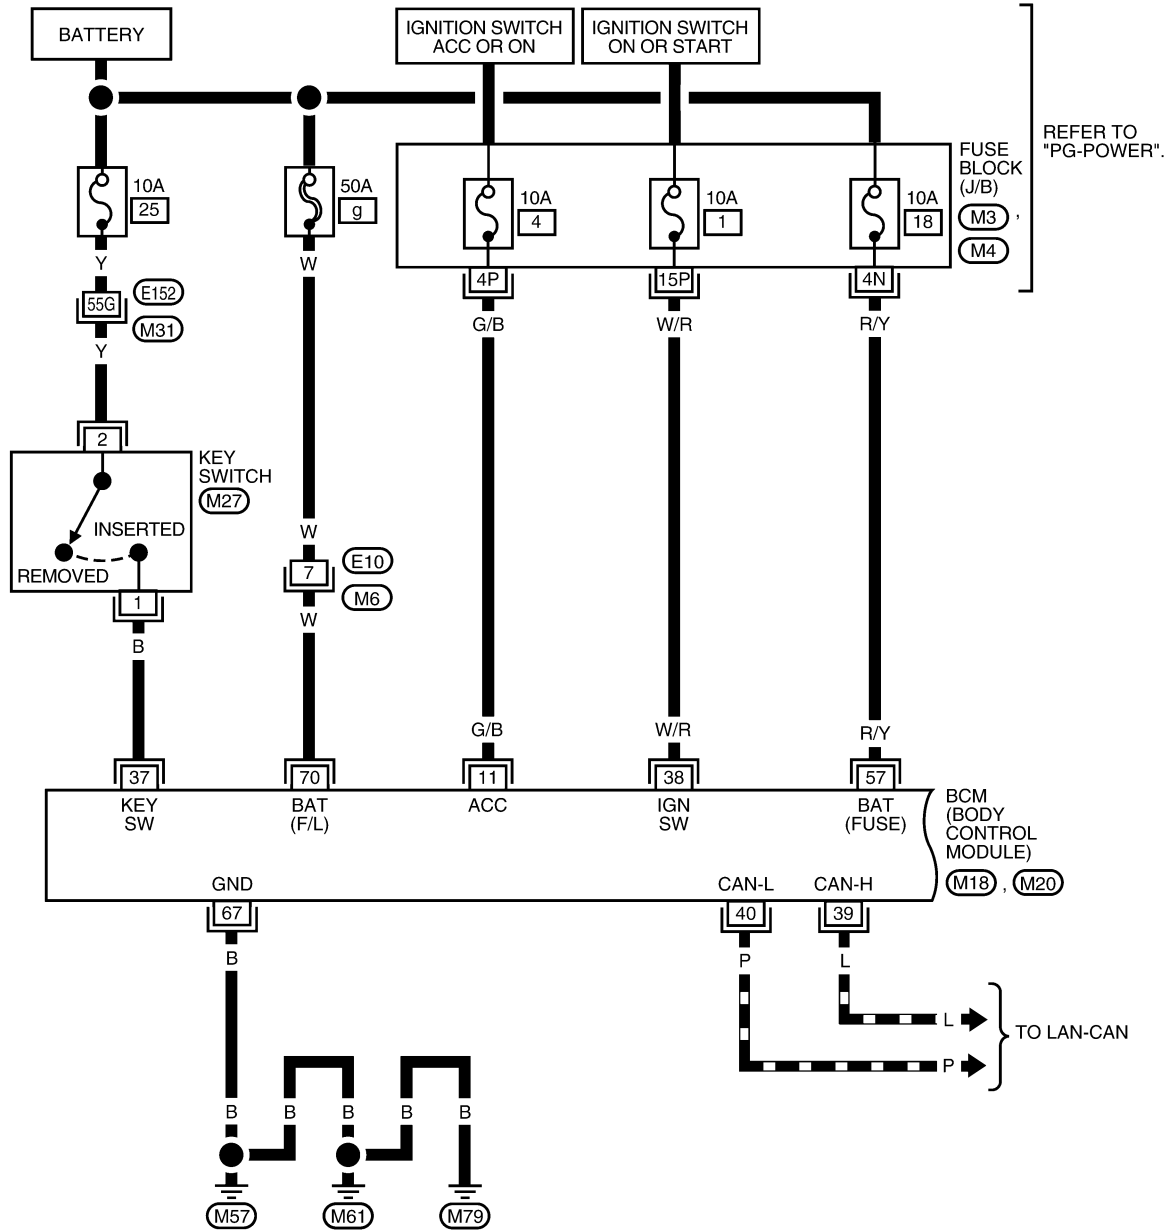 BATTERY
IGNITION SWITCH
ACC OR ON
IGNITION SWITCH
ON OR START
REFER TO
"PG-POWER".
10A
25
50A
g
10A
4
10A
1
10A
18
FUSE
BLOCK
(J/B)
M3 ,
M4
Y
W
4P
15P
4N
55G
E152
M31
G/B
W/R
R/Y
Y
2
KEY
SWITCH
M27
INSERTED
REMOVED
W
7
E10
M6
1
W
B
G/B
W/R
R/Y
37
70
11
38
57
KEY
SW
BAT
(F/L)
ACC
IGN
SW
BAT
(FUSE)
BCM
(BODY
CONTROL
MODULE)
M18 , M20
GND
CAN-L
CAN-H
67
40
39
B
P
L
L
P
TO LAN-CAN
B
B
B
B
B
M57
M61
M79